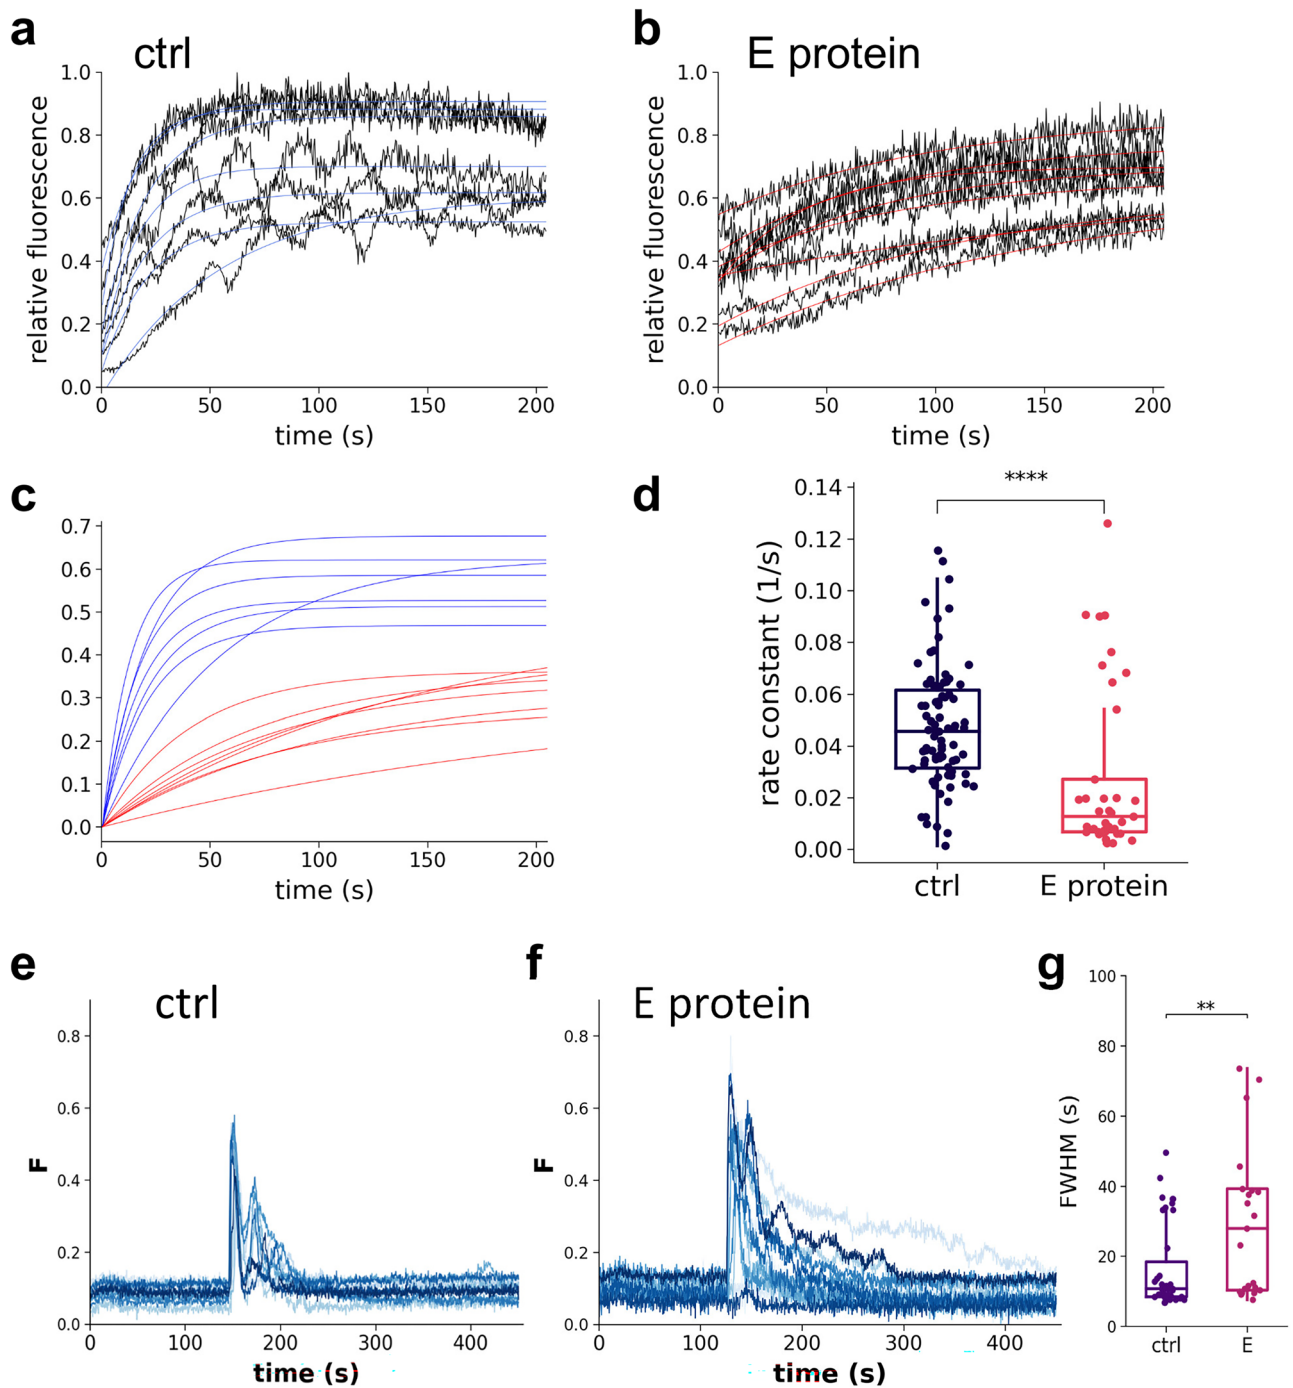 a
ctrl
relative fluorescence
1.0
0.8
0.6
0.4
0.2
0.0
0
50
100
150
200
time (s)
b
E protein
relative fluorescence
1.0
0.8
0.6
0.4
0.2
0.0
0
50
100
150
200
time (s)
c
0.7
0.6
0.5
0.4
0.3
0.2
0.1
0.0
0
50
100
150
200
time (s)
d
****
rate constant (1/s)
0.14
0.12
0.10
0.08
0.06
0.04
0.02
0.00
ctrl
E protein
e
ctrl
F
0.8
0.6
0.4
0.2
0.0
0
100
200
300
400
time (s)
f
E protein
F
0.8
0.6
0.4
0.2
0.0
0
100
200
300
400
time (s)
g
**
FWHM (s)
100
80
60
40
20
0
ctrl
E